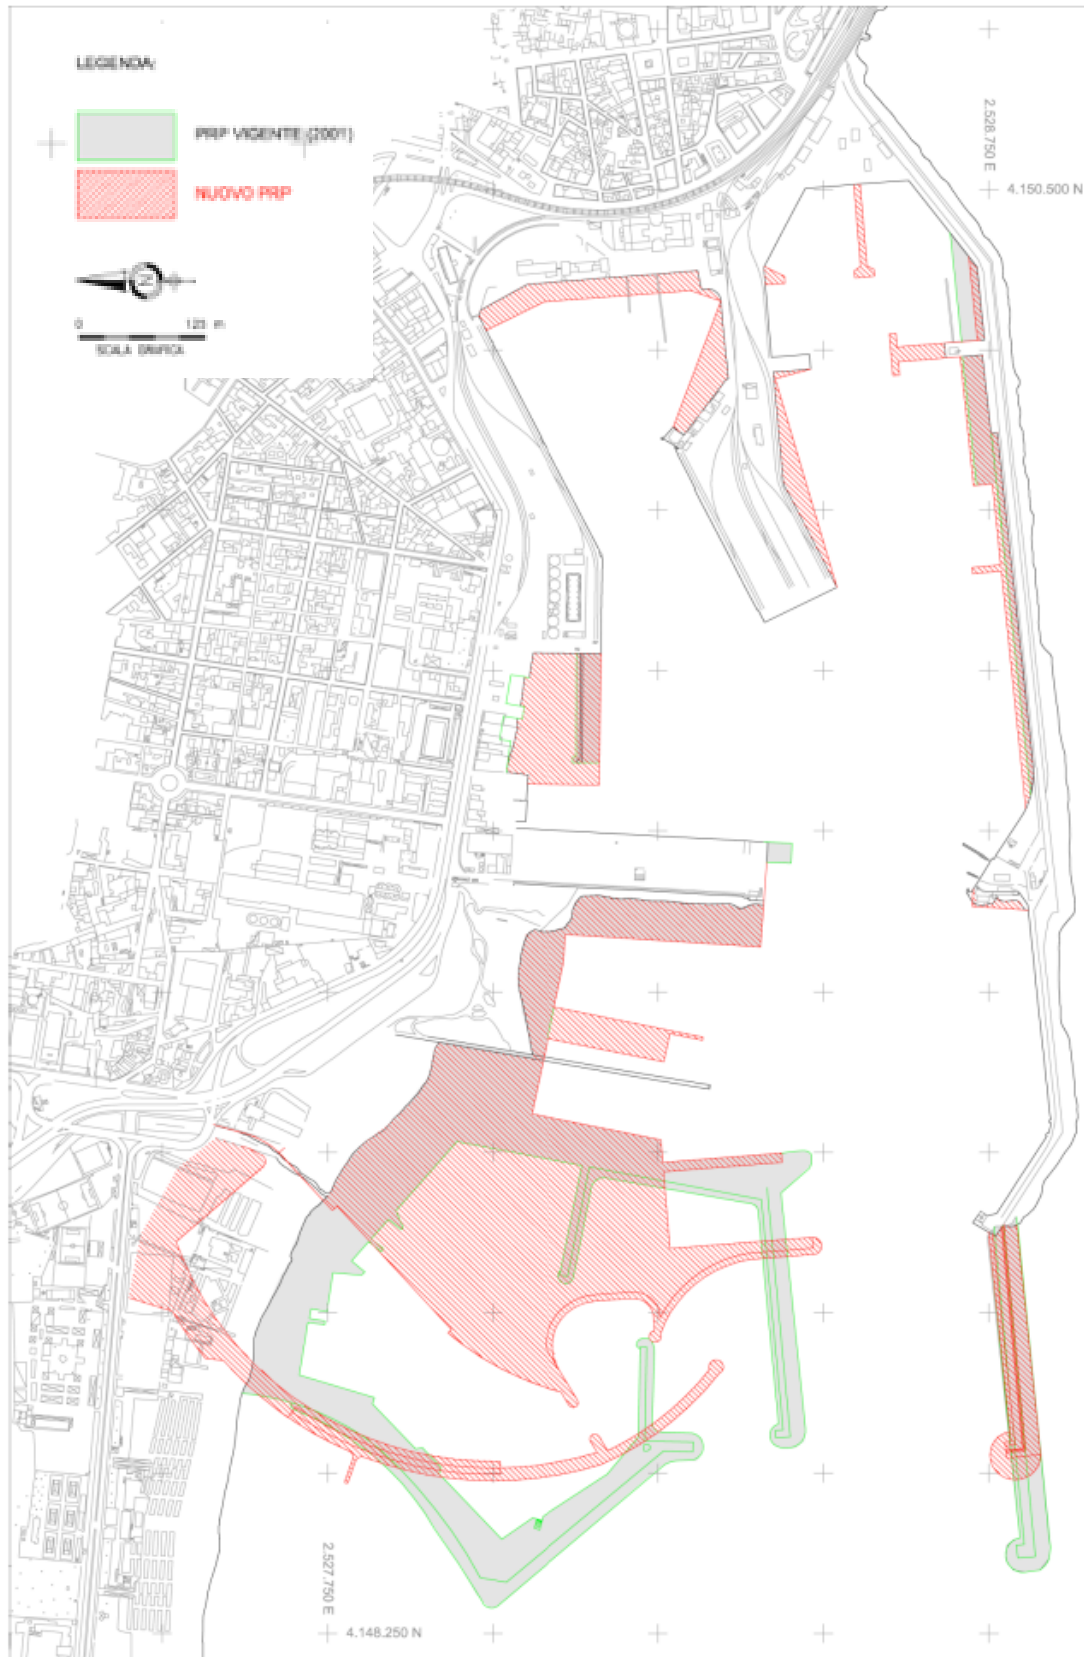 LEGENDA:
PRP VIGENTE (2001)
NUOVO PRP
N
0 125 m
SCALA GRAFICA
2.528.750 E
4.150.500 N
2.527.750 E
4.148.250 N